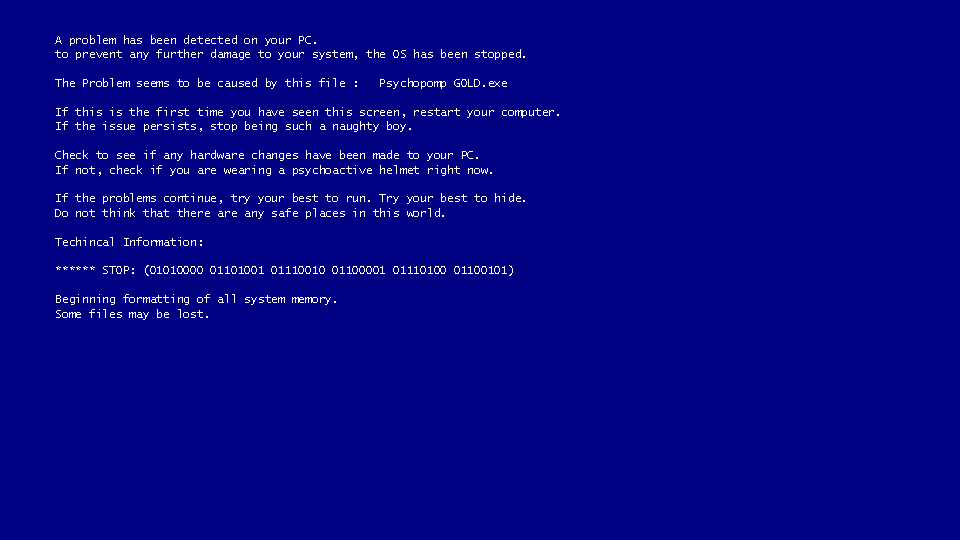 A problem has been detected on your PC.
to prevent any further damage to your system, the OS has been stopped.
The Problem seems to be caused by this file :   Psychopomp GOLD.exe
If this is the first time you have seen this screen, restart your computer.
If the issue persists, stop being such a naughty boy.
Check to see if any hardware changes have been made to your PC.
If not, check if you are wearing a psychoactive helmet right now.
If the problems continue, try your best to run. Try your best to hide.
Do not think that there are any safe places in this world.
Techincal Information:
****** STOP: (01010000 01101001 01110010 01100001 01110100 01100101)
Beginning formatting of all system memory.
Some files may be lost.